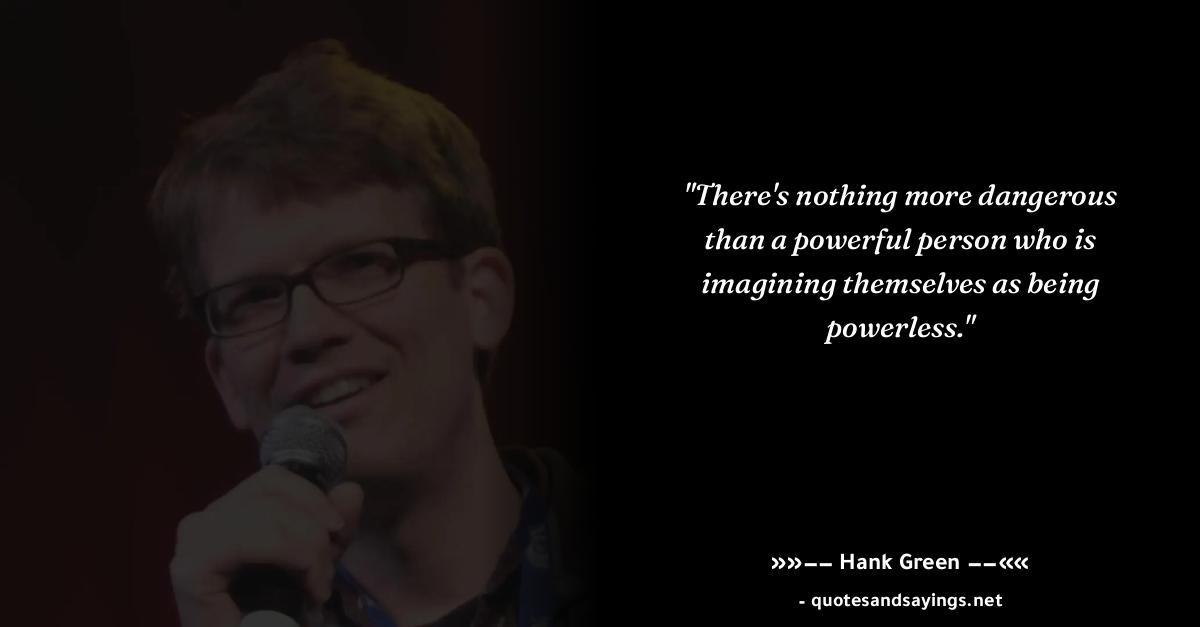 "There's nothing more dangerous
than a powerful person who is
imagining themselves as being
powerless."
»»–– Hank Green ––««
- quotesandsayings.net